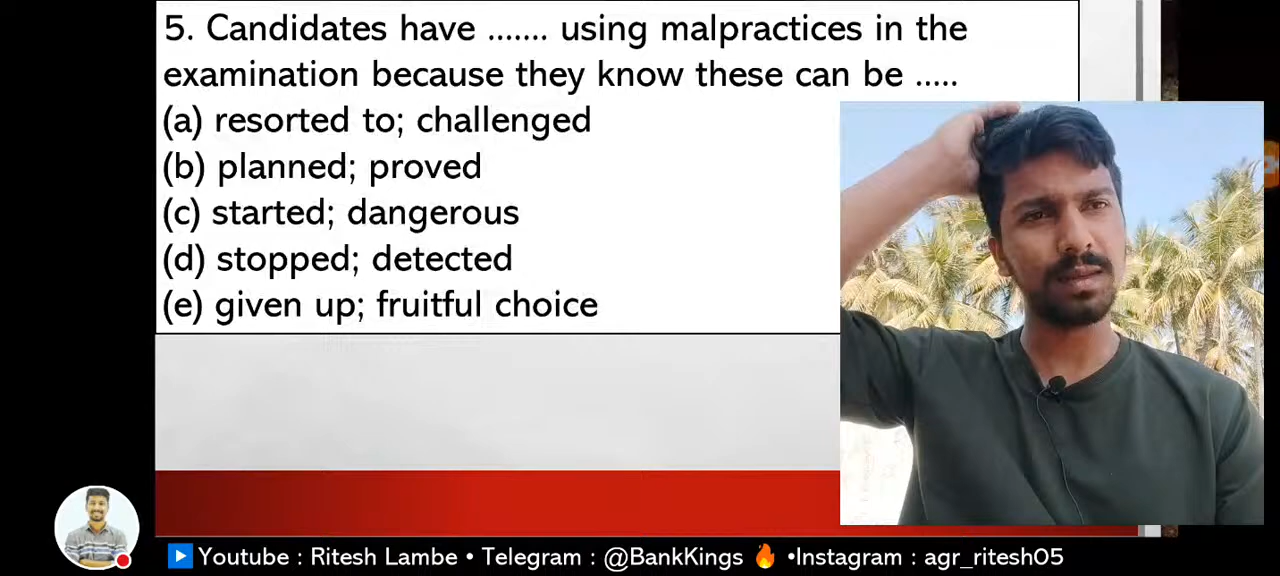 5. Candidates have ....... using malpractices in the
examination because they know these can be .....
(a) resorted to; challenged
(b) planned; proved
(c) started; dangerous
(d) stopped; detected
(e) given up; fruitful choice
Youtube : Ritesh Lambe • Telegram : @BankKings 🔥 •Instagram : agr_ritesh05